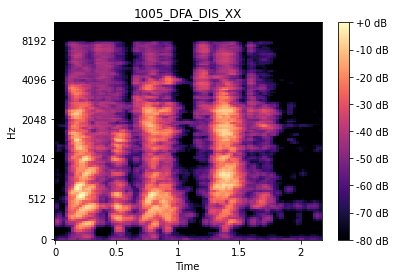 1005_DFA_DIS_XX
+0 dB
8192
-10 dB
4096
-20 dB
-30 dB
2048
Hz
-40 dB
1024
-50 dB
512
-60 dB
-70 dB
0
-80 dB
0
0.5
1
1.5
2
Time